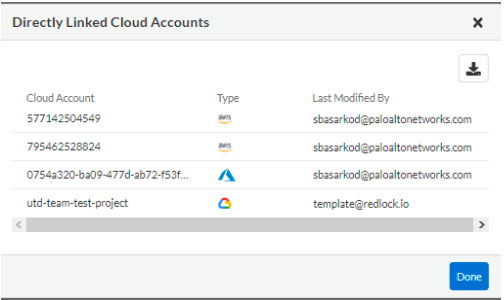 Directly Linked Cloud Accounts
Cloud Account Type Last Modified By
577142504549 aws sbasarkod@paloaltonetworks.com
795462528824 aws sbasarkod@paloaltonetworks.com
0754a320-ba09-477d-ab72-f53f... sbasarkod@paloaltonetworks.com
utd-team-test-project template@redlock.io
Done